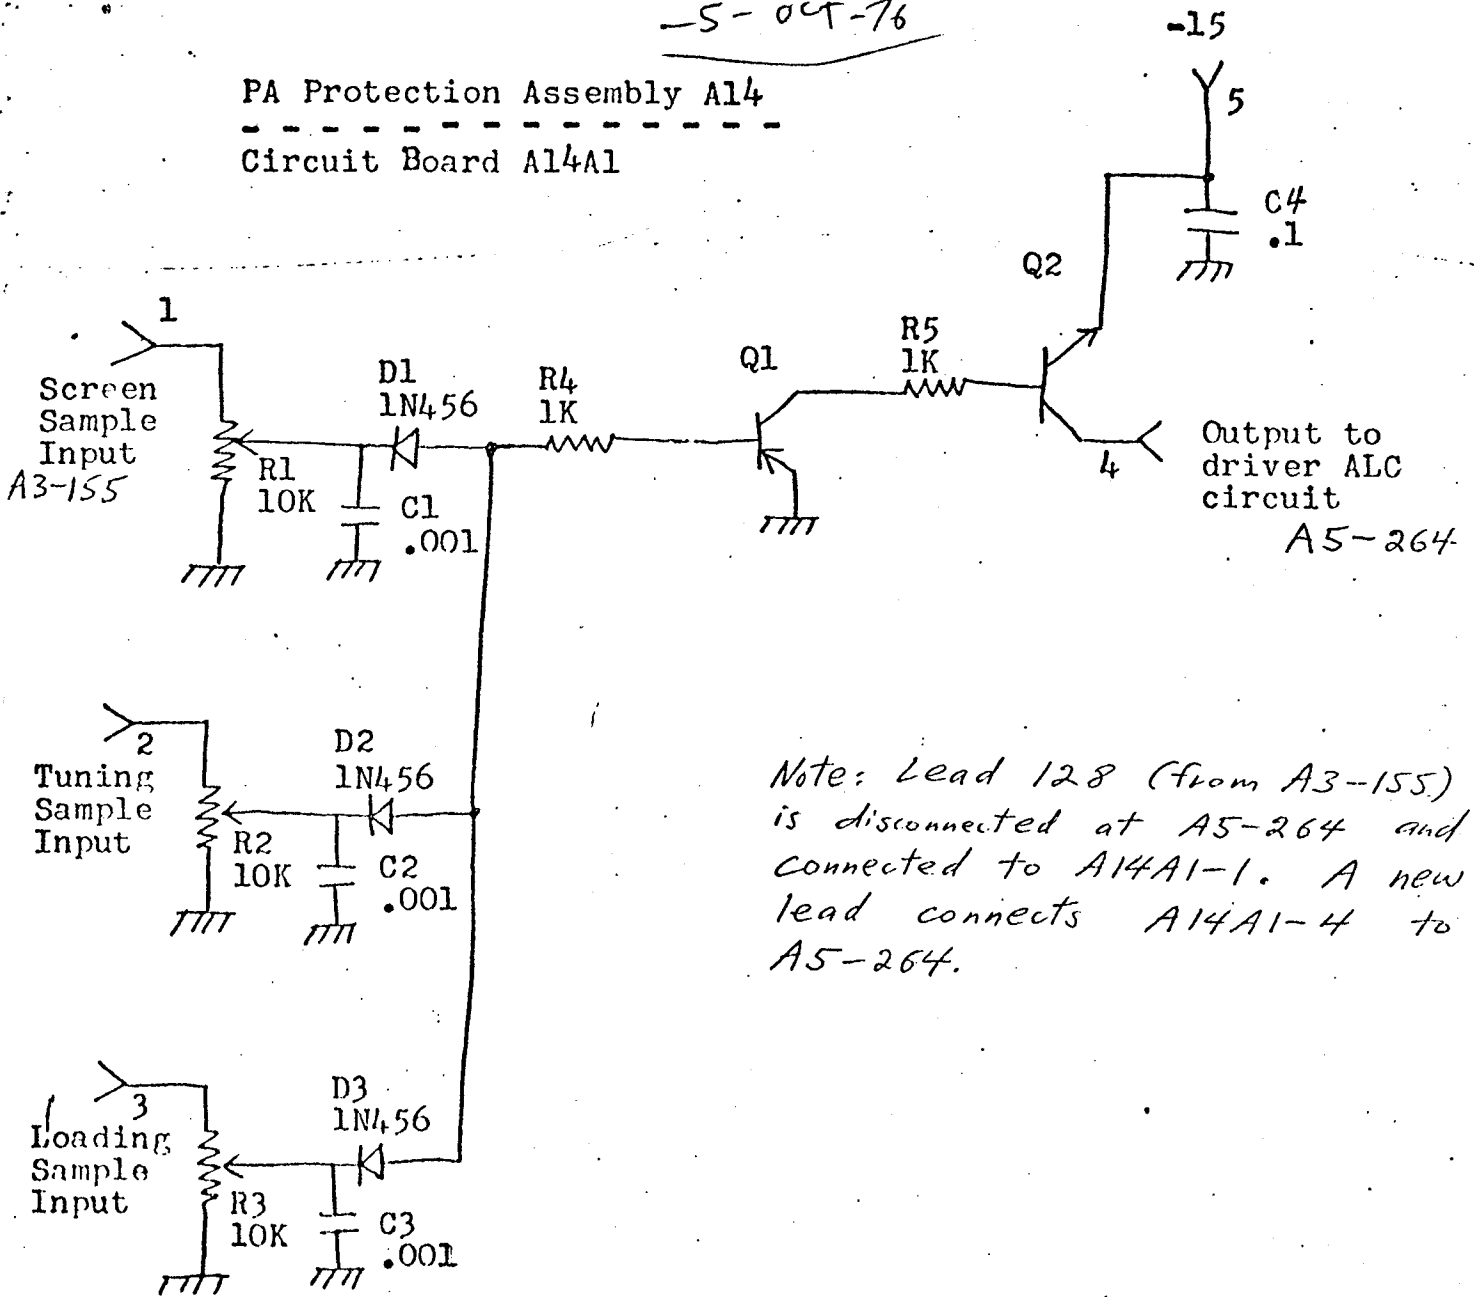 -5-OCT-76
-15
5
PA Protection Assembly A14
Circuit Board A14A1
C4
.1
Q2
1
Screen
Sample
Input
A3-155
R1
10K
D1
1N456
C1
.001
R4
1K
Q1
R5
1K
4
Output to
driver ALC
circuit
A5-264
2
Tuning
Sample
Input
R2
10K
D2
1N456
C2
.001
Note: Lead 128 (from A3-155)
is disconnected at A5-264 and
connected to A14A1-1. A new
lead connects A14A1-4 to
A5-264.
3
Loading
Sample
Input
R3
10K
D3
1N456
C3
.001